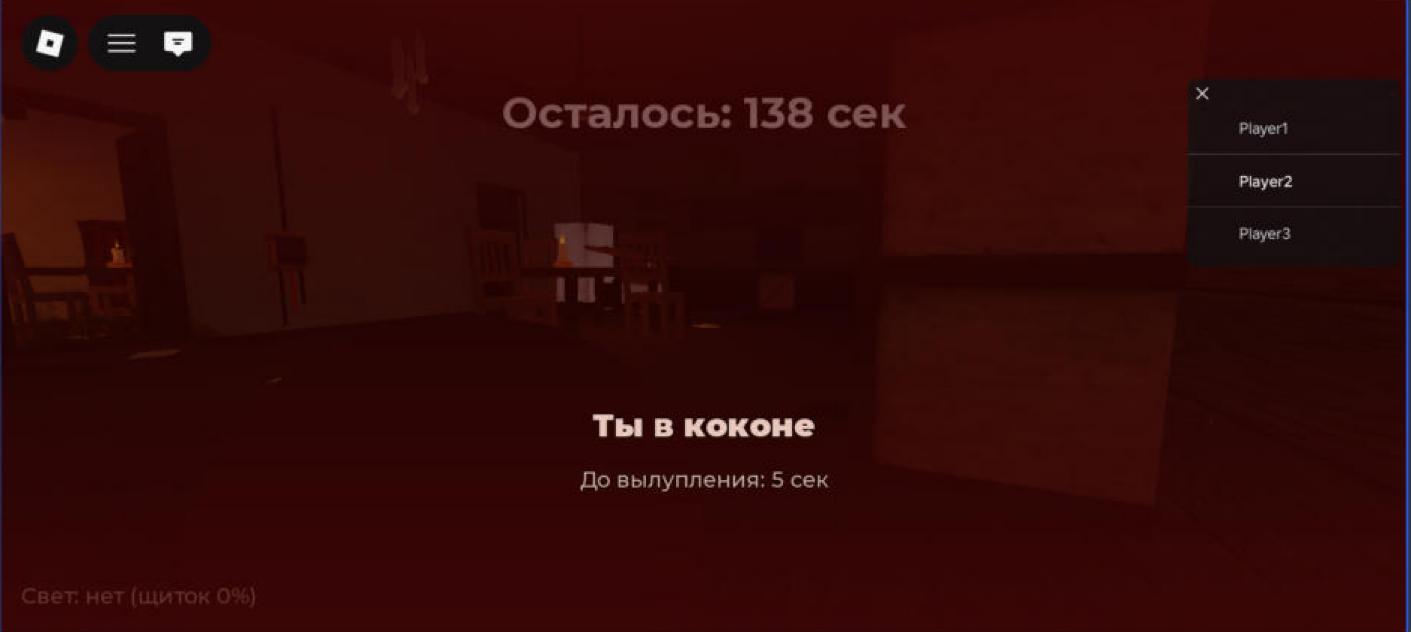 Осталось: 138 сек
Player1
Player2
Player3
Ты в коконе
До вылупления: 5 сек
Свет: нет (щиток 0%)